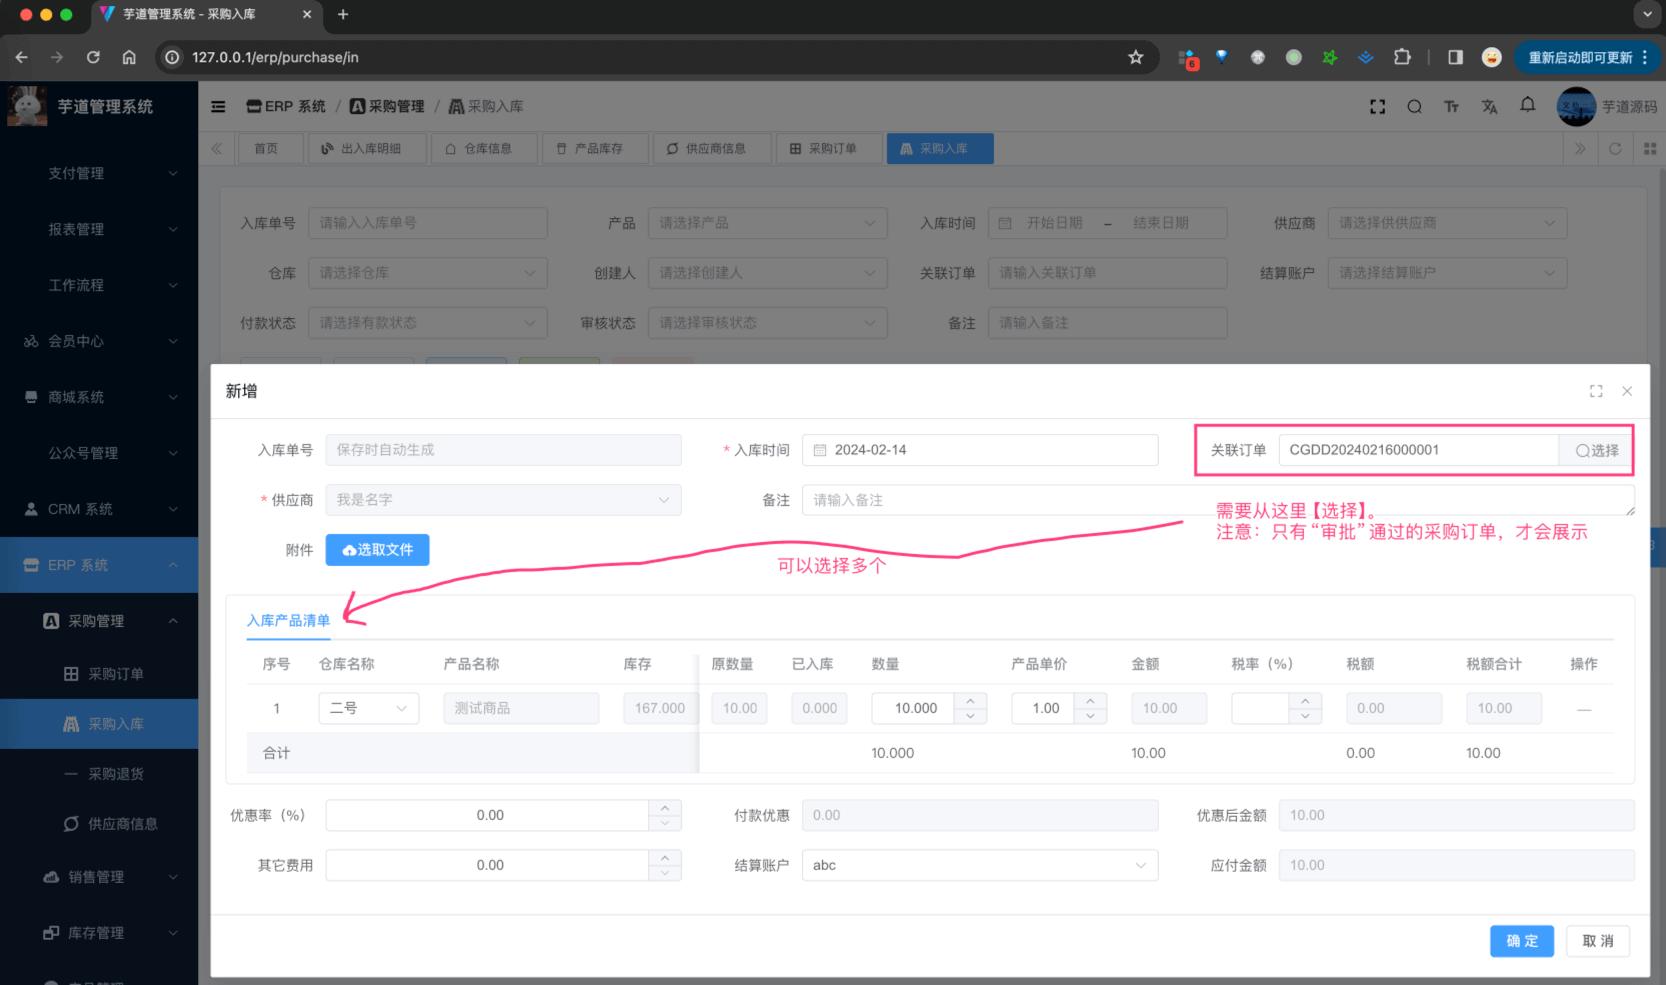 芋道管理系统 - 采购入库
127.0.0.1/erp/purchase/in
6
重新启动即可更新
芋道管理系统
ERP 系统 / 采购管理 / 采购入库
芋道源码
首页
出入库明细
仓库信息
产品库存
供应商信息
采购订单
采购入库
支付管理
报表管理
工作流程
会员中心
商城系统
公众号管理
CRM 系统
ERP 系统
采购管理
采购订单
采购入库
采购退货
供应商信息
销售管理
库存管理
入库单号 请输入入库单号 产品 请选择产品 入库时间 开始日期 - 结束日期 供应商 请选择供供应商
仓库 请选择仓库 创建人 请选择创建人 关联订单 请输入关联订单 结算账户 请选择结算账户
付款状态 请选择有款状态 审核状态 请选择审核状态 备注 请输入备注
新增
入库单号 保存时自动生成 * 入库时间 2024-02-14 关联订单 CGDD20240216000001 选择
* 供应商 我是名字 备注 请输入备注
需要从这里【选择】。
注意：只有“审批”通过的采购订单，才会展示
附件 选取文件
可以选择多个
入库产品清单
序号 仓库名称 产品名称 库存 原数量 已入库 数量 产品单价 金额 税率（%） 税额 税额合计 操作
1 二号 测试商品 167.000 10.00 0.000 10.000 1.00 10.00 0.00 10.00 —
合计 10.000 10.00 0.00 10.00
优惠率（%） 0.00 付款优惠 0.00 优惠后金额 10.00
其它费用 0.00 结算账户 abc 应付金额 10.00
确 定 取 消